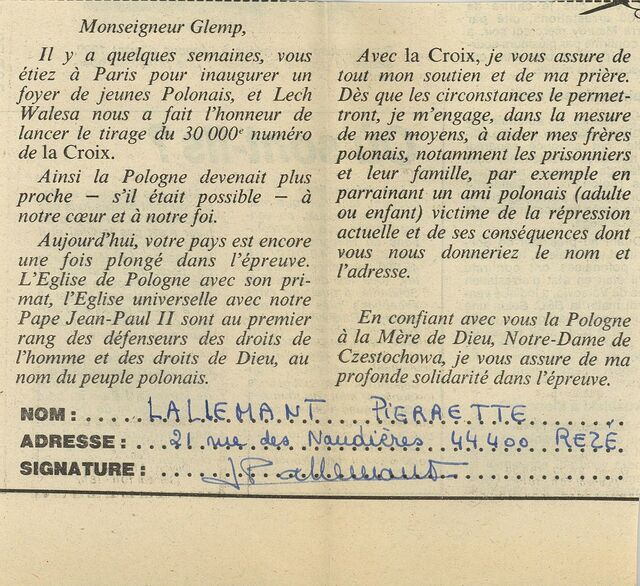 Monseigneur Glemp,
Il y a quelques semaines, vous
étiez à Paris pour inaugurer un
foyer de jeunes Polonais, et Lech
Walesa nous a fait l'honneur de
lancer le tirage du 30 000e numéro
de la Croix.
Ainsi la Pologne devenait plus
proche — s'il était possible — à
notre cœur et à notre foi.
Aujourd'hui, votre pays est encore
une fois plongé dans l'épreuve.
L'Eglise de Pologne avec son pri-
mat, l'Eglise universelle avec notre
Pape Jean-Paul II sont au premier
rang des défenseurs des droits de
l'homme et des droits de Dieu, au
nom du peuple polonais.
Avec la Croix, je vous assure de
tout mon soutien et de ma prière.
Dès que les circonstances le permet-
tront, je m'engage, dans la mesure
de mes moyens, à aider mes frères
polonais, notamment les prisonniers
et leur famille, par exemple en
parrainant un ami polonais (adulte
ou enfant) victime de la répression
actuelle et de ses conséquences dont
vous nous donneriez le nom et
l'adresse.
En confiant avec vous la Pologne
à la Mère de Dieu, Notre-Dame de
Czestochowa, je vous assure de ma
profonde solidarité dans l'épreuve.
NOM : LALLEMANT PIERRETTE
ADRESSE : 21 rue des Naudières 44400 REZÉ
SIGNATURE : JP allemant